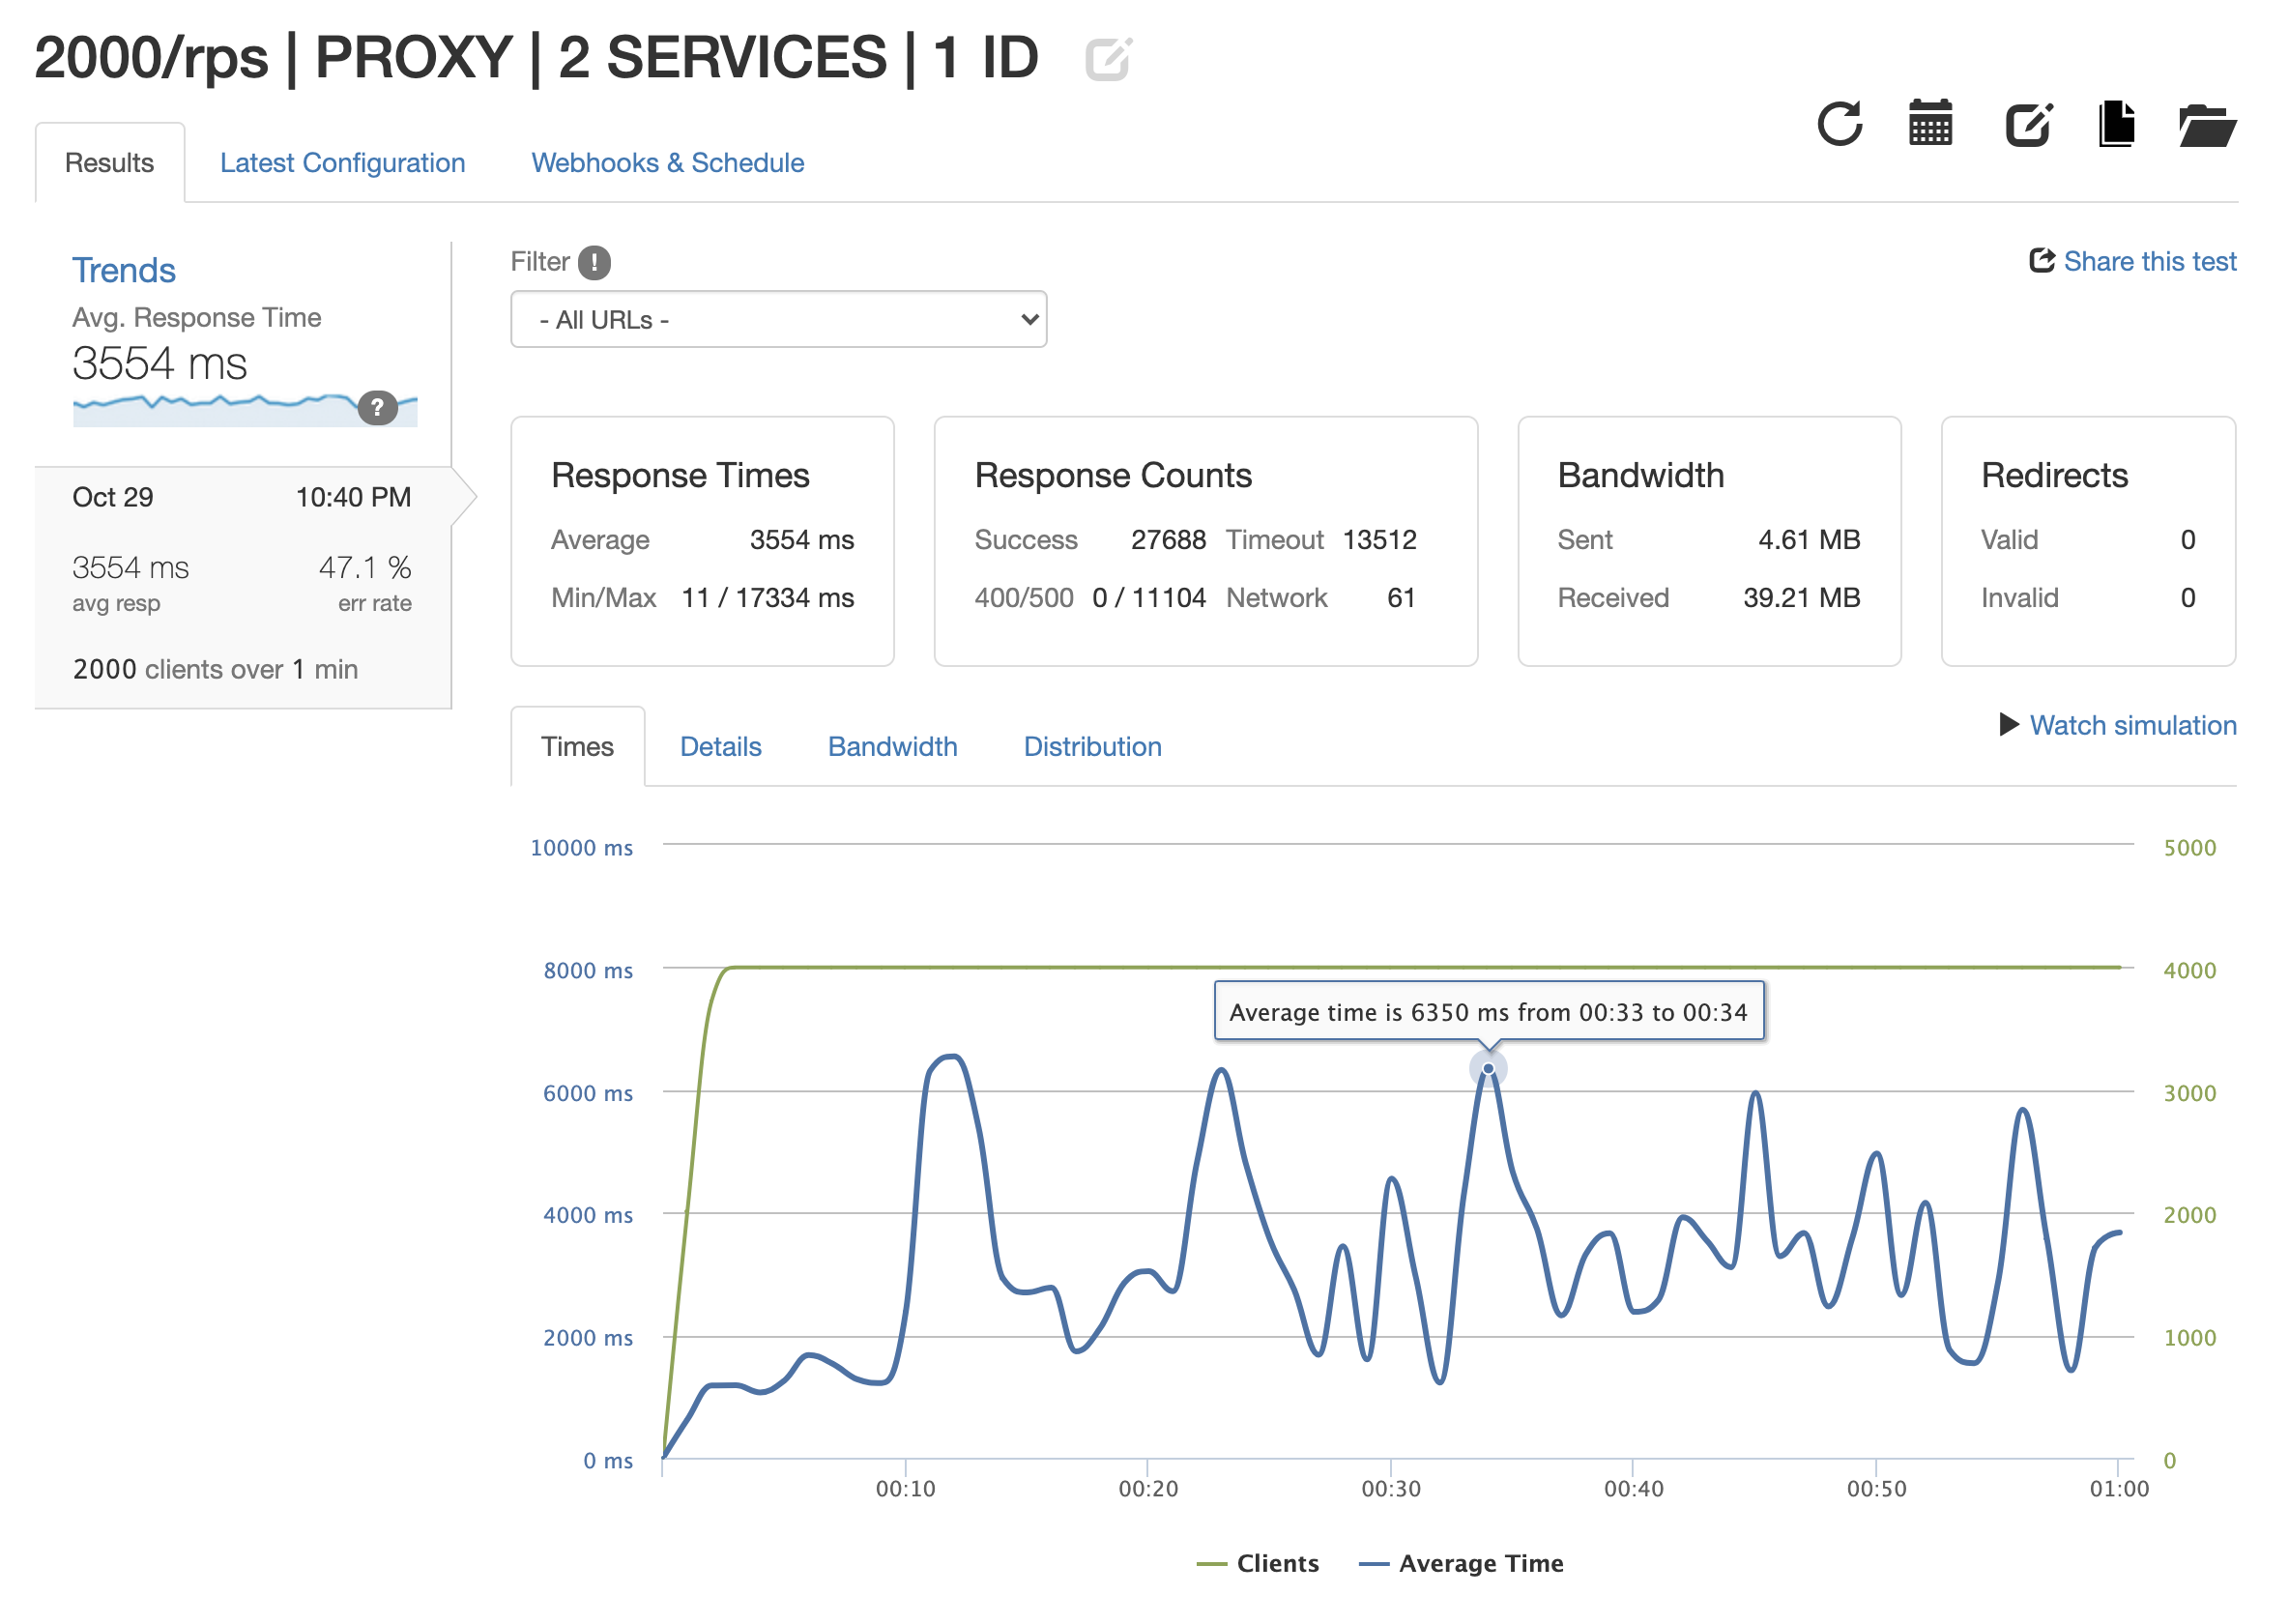 2000/rps | PROXY | 2 SERVICES | 1 ID
Results Latest Configuration Webhooks & Schedule
Trends
Avg. Response Time
3554 ms
?
Oct 29 10:40 PM
3554 ms 47.1 %
avg resp err rate
2000 clients over 1 min
Filter !
- All URLs -
Share this test
Response Times
Average 3554 ms
Min/Max 11 / 17334 ms
Response Counts
Success 27688 Timeout 13512
400/500 0 / 11104 Network 61
Bandwidth
Sent 4.61 MB
Received 39.21 MB
Redirects
Valid 0
Invalid 0
Times Details Bandwidth Distribution
Watch simulation
10000 ms 5000
8000 ms 4000
Average time is 6350 ms from 00:33 to 00:34
6000 ms 3000
4000 ms 2000
2000 ms 1000
0 ms 0
00:10 00:20 00:30 00:40 00:50 01:00
Clients Average Time